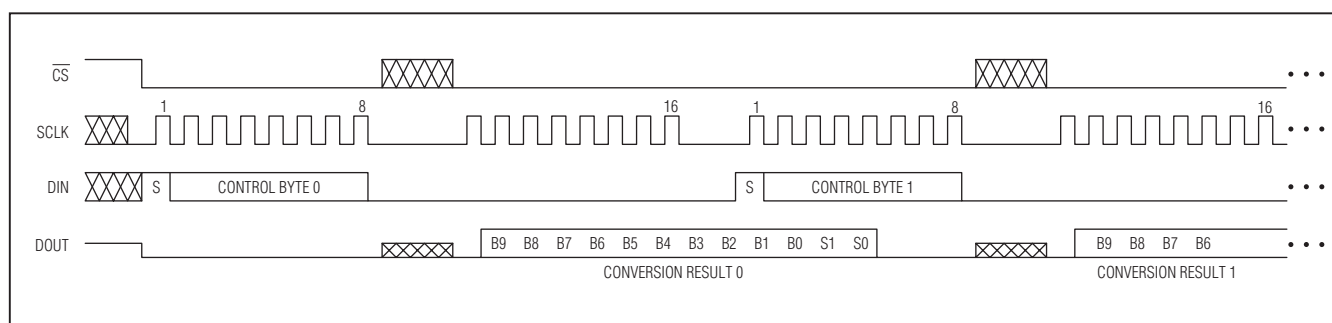 CS
1 8 16 1 8 16
SCLK
DIN S CONTROL BYTE 0 S CONTROL BYTE 1
DOUT B9 B8 B7 B6 B5 B4 B3 B2 B1 B0 S1 S0 B9 B8 B7 B6
CONVERSION RESULT 0 CONVERSION RESULT 1